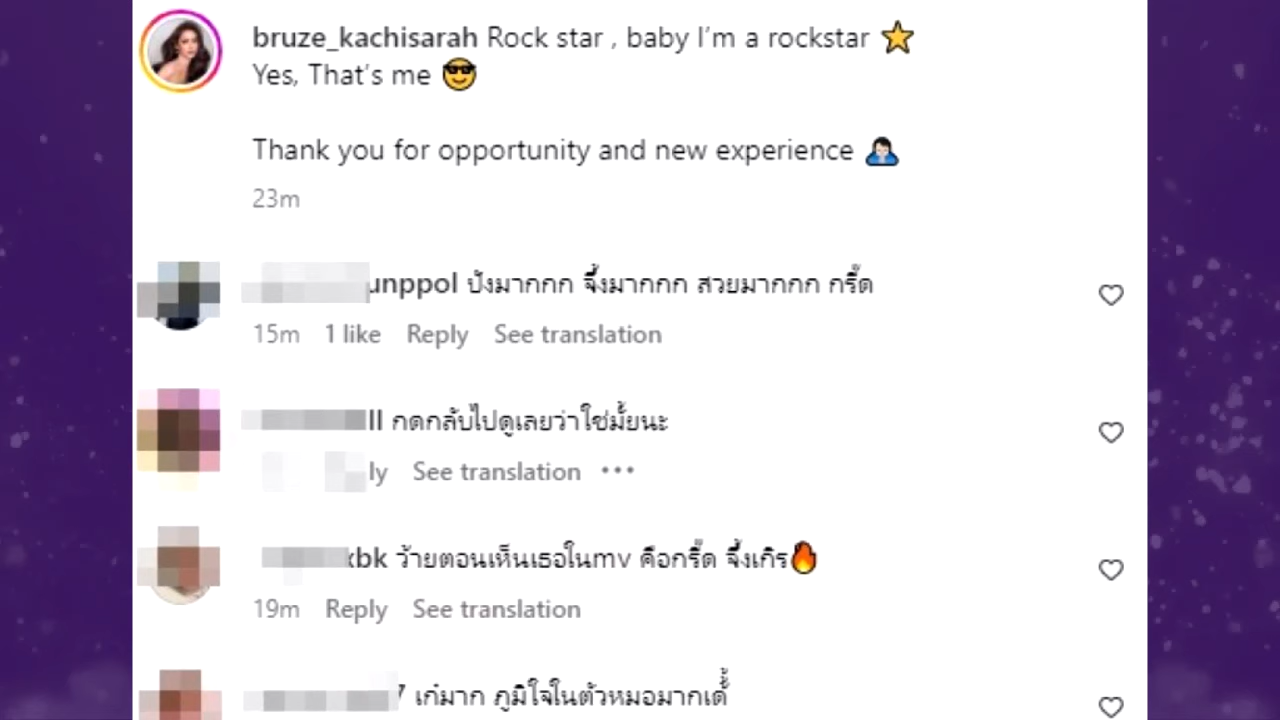 bruze_kachisarah Rock star , baby I'm a rockstar ⭐
Yes, That's me 😎
Thank you for opportunity and new experience 🙇🏻‍♂️
23m
unppol ปังมากกก จึ้งมากกก สวยมากกก กรี๊ด
15m 1 like Reply See translation
ll กดกลับไปดูเลยว่าใช่มั้ยนะ
ly See translation •••
xbk ว้ายตอนเห็นเธอในmv คือกรี๊ด จึ้งเกิร🔥
19m Reply See translation
7 เก่มาก ภูมิใจในตัวหมอมากเด้้้